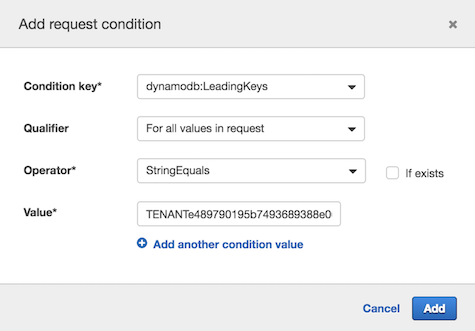 Add request condition
Condition key* dynamodb:LeadingKeys
Qualifier For all values in request
Operator* StringEquals If exists
Value* TENANTe489790195b7493689388e0
Add another condition value
Cancel Add